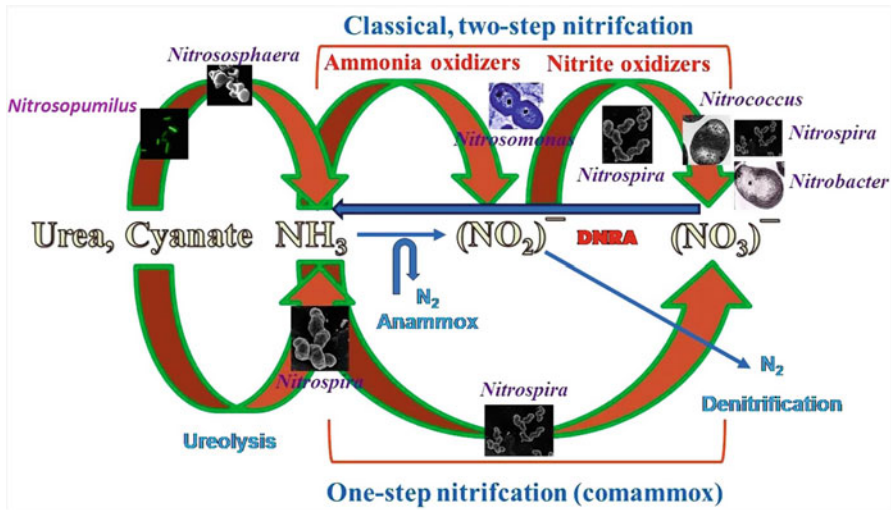 Classical, two-step nitrifcation
Nitrososphaera
Ammonia oxidizers
Nitrite oxidizers
Nitrosopumilus
Nitrococcus
Nitrosomonas
Nitrospira
Nitrospira
Nitrobacter
Urea, Cyanate
NH3
(NO2)−
DNRA
(NO3)−
N2
Anammox
Nitrospira
Nitrospira
N2
Denitrification
Ureolysis
One-step nitrifcation (comammox)